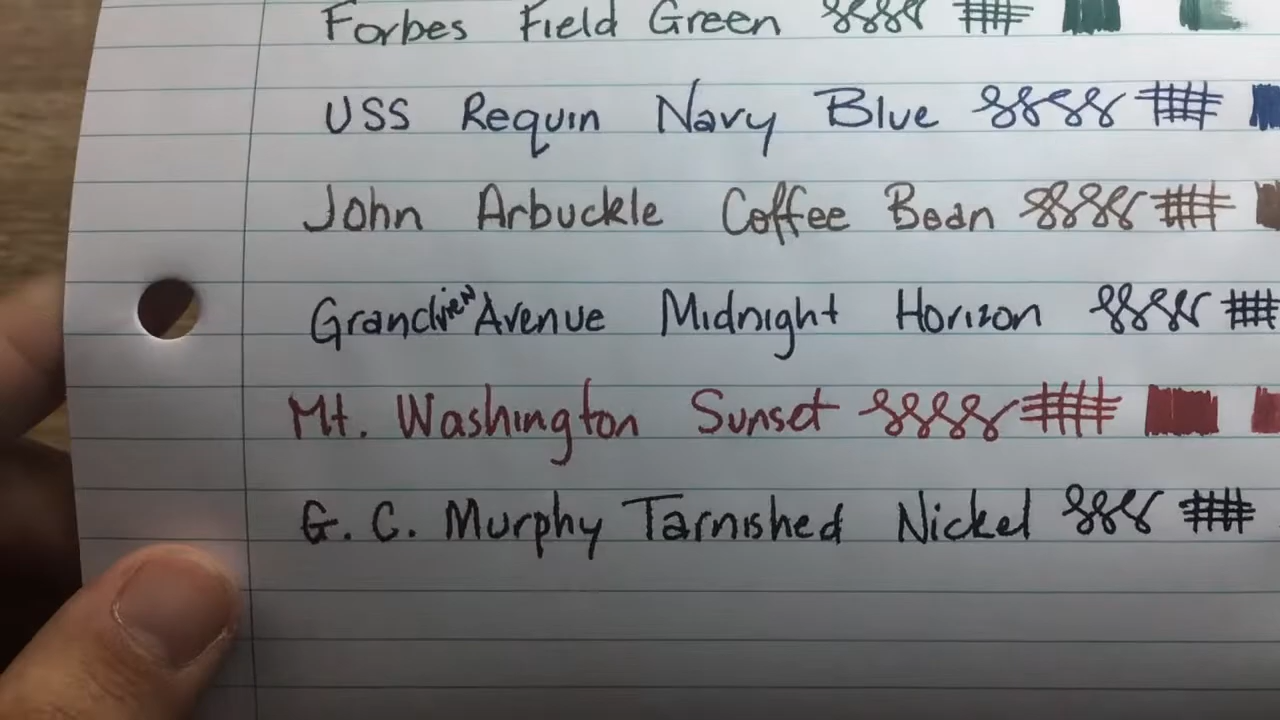 Forbes Field Green
USS Requin Navy Blue
John Arbuckle Coffee Bean
Grandview Avenue Midnight Horizon
Mt. Washington Sunset
G. C. Murphy Tarnished Nickel